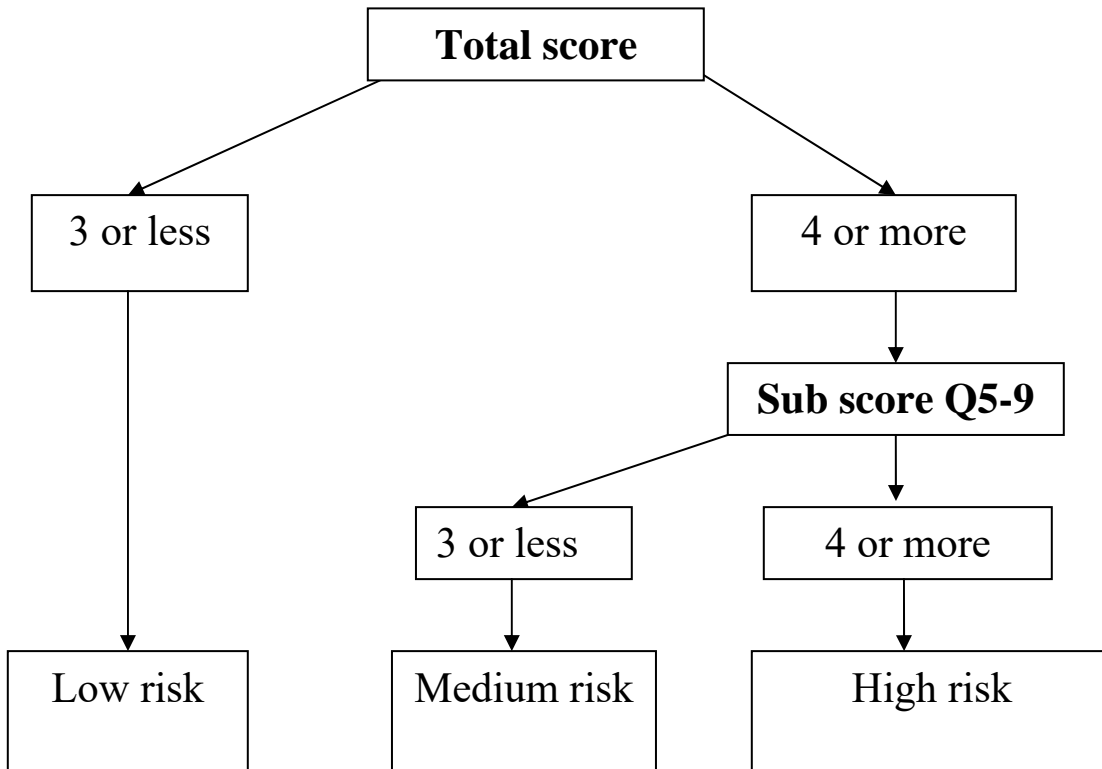 Total score
3 or less
4 or more
Sub score Q5-9
3 or less
4 or more
Low risk
Medium risk
High risk